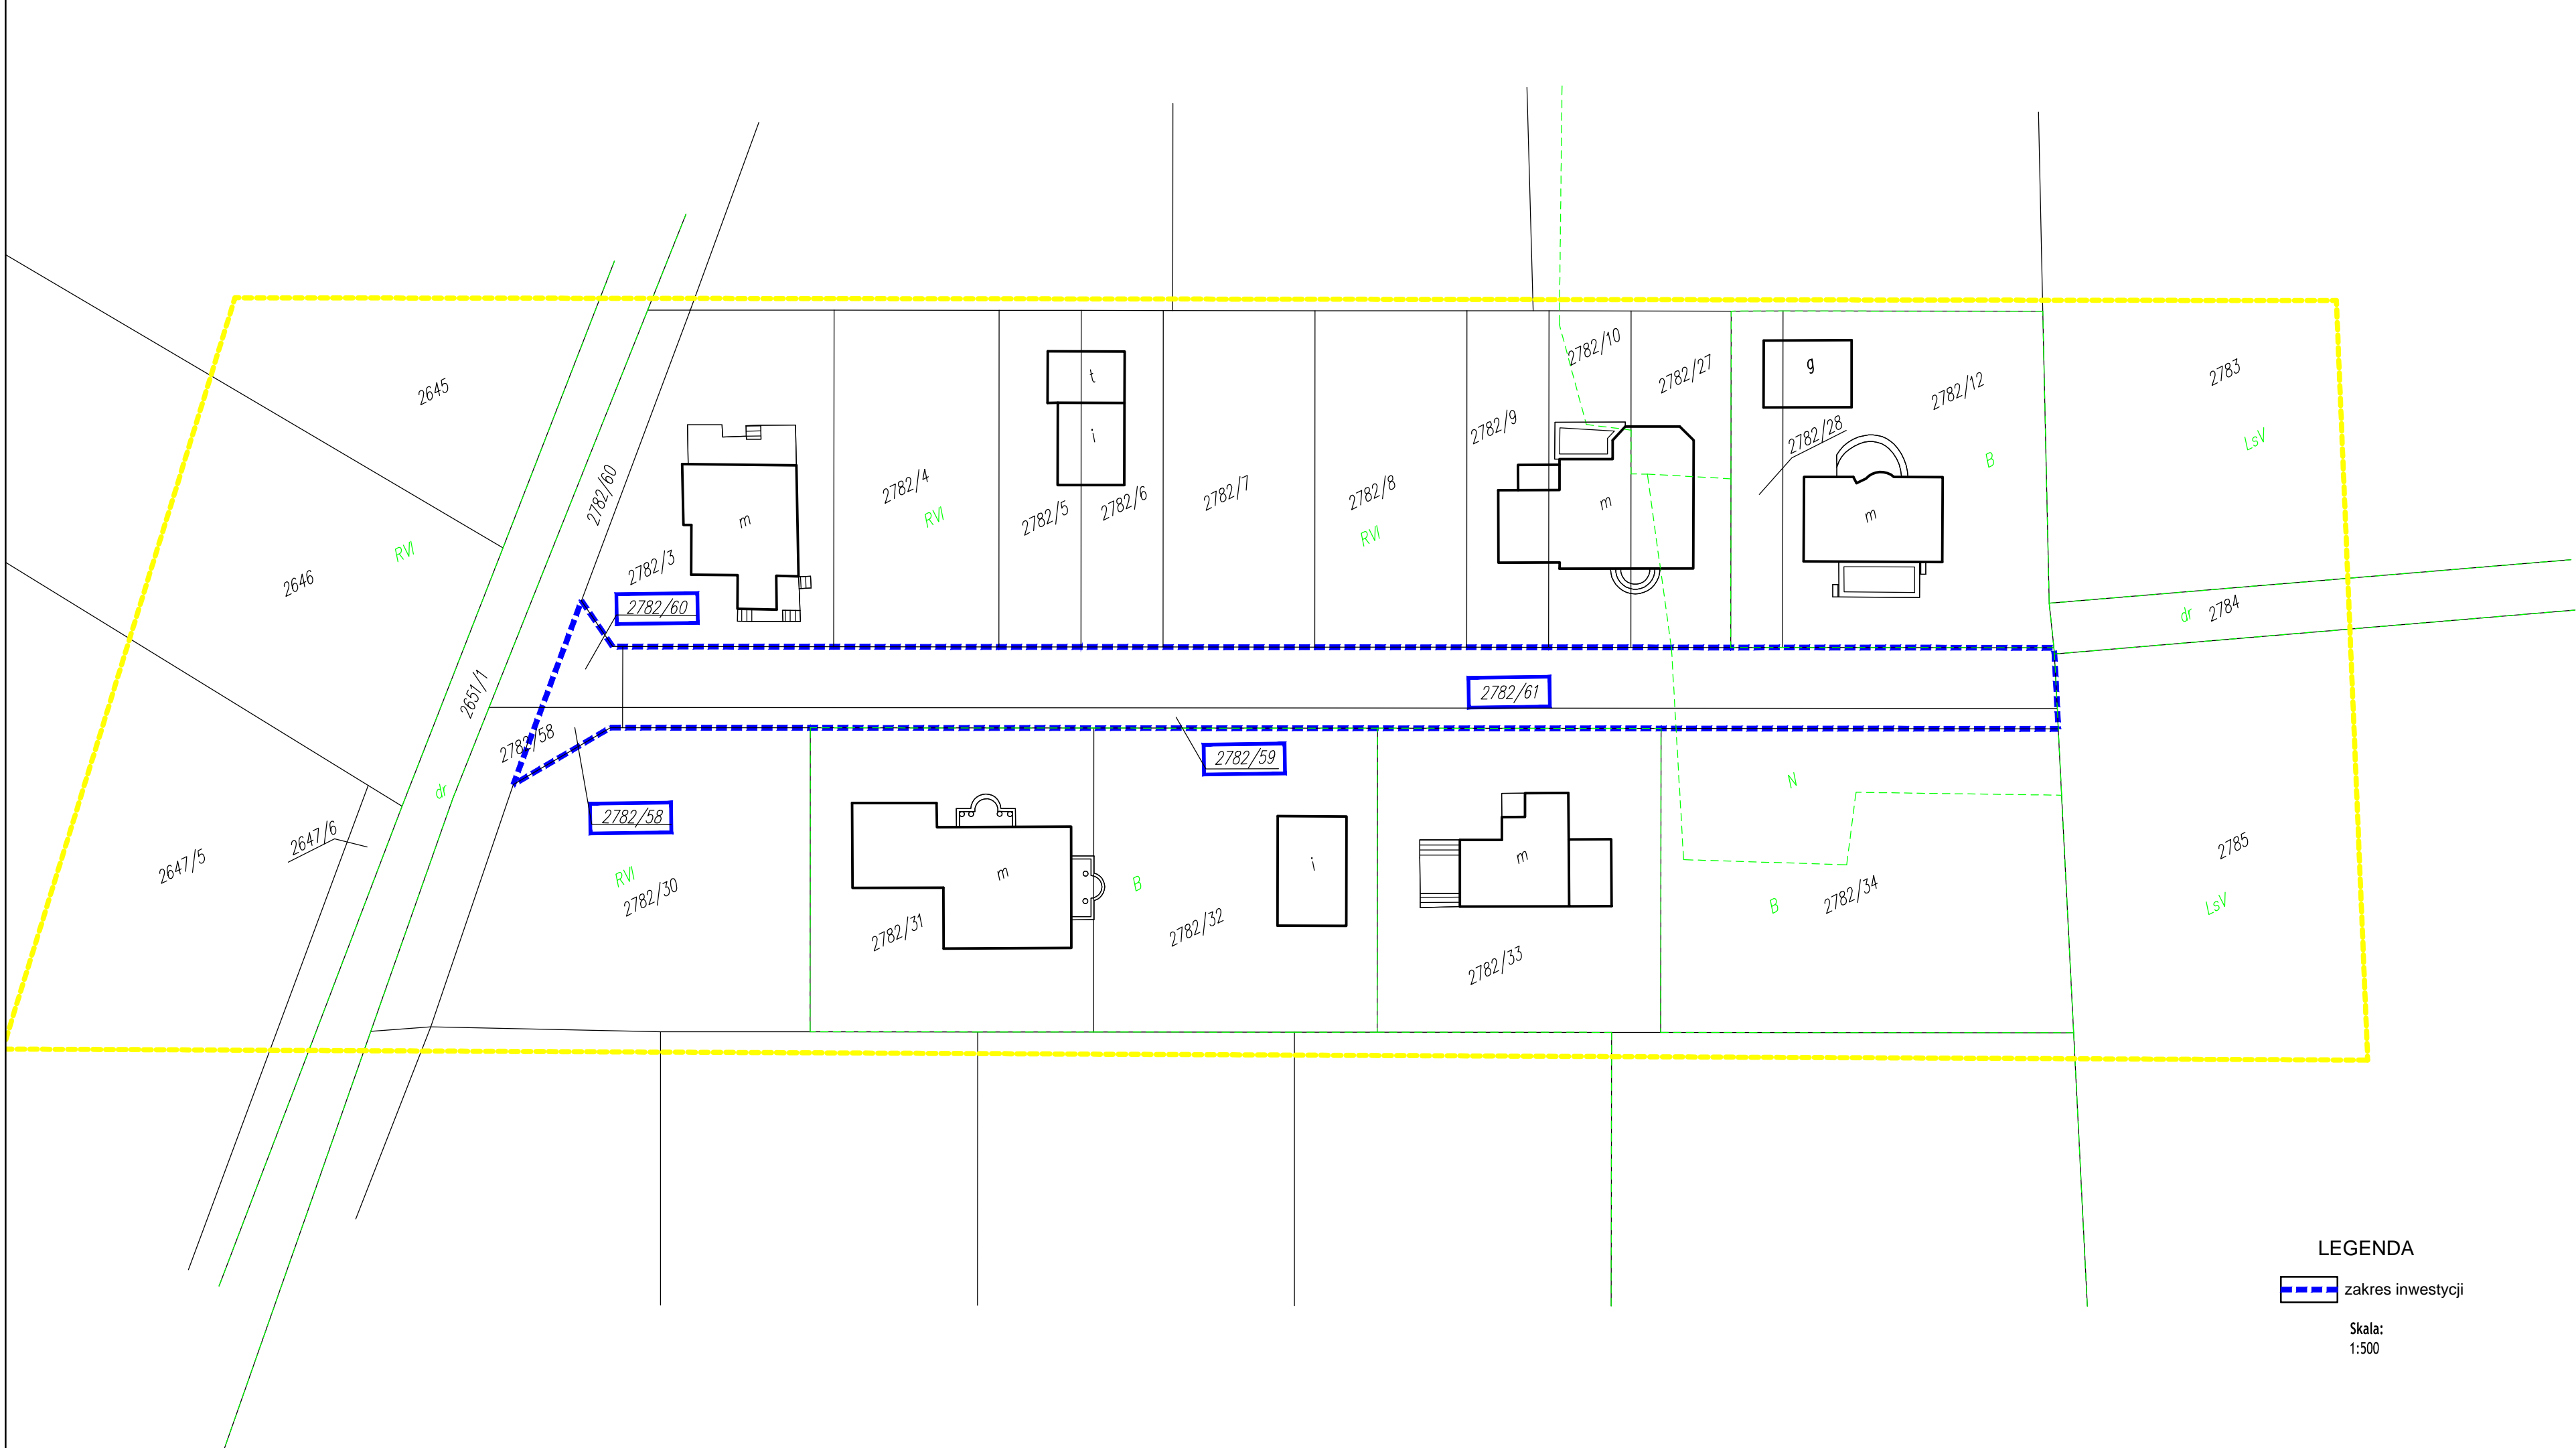 2782/10
2782/27
g
2783
t
2645
2782/12
2782/9
i
2782/28
LsV
B
2782/60
2782/4
2782/8
2782/7
2782/6
m
RVI
2782/5
m
m
RVI
RVI
2782/3
2646
2782/60
2784
dr
2651/1
2782/61
2782/58
2782/59
N
dr
2782/58
2647/6
2785
2647/5
m
i
m
RVI
B
2782/30
2782/34
B
LsV
2782/31
2782/32
2782/33
LEGENDA
zakres inwestycji
Skala:
1:500